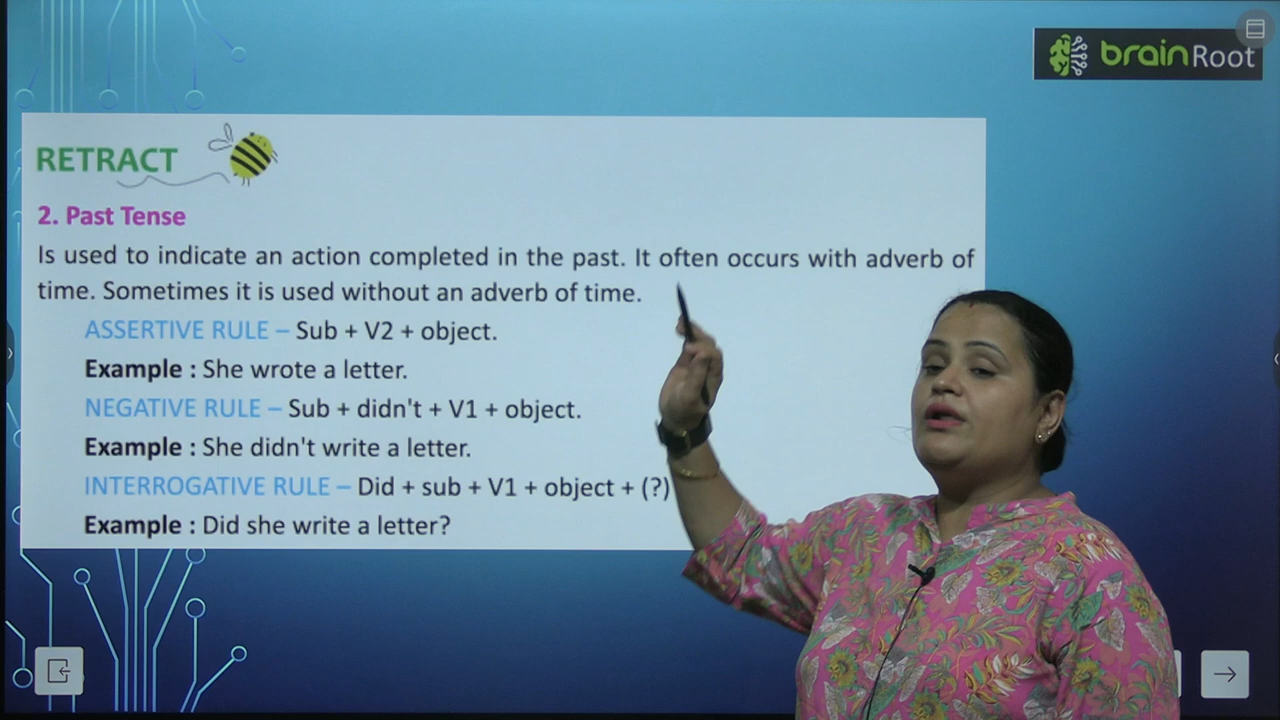 brainRoot
RETRACT
2. Past Tense
Is used to indicate an action completed in the past. It often occurs with adverb of
time. Sometimes it is used without an adverb of time.
ASSERTIVE RULE – Sub + V2 + object.
Example : She wrote a letter.
NEGATIVE RULE – Sub + didn't + V1 + object.
Example : She didn't write a letter.
INTERROGATIVE RULE – Did + sub + V1 + object + (?)
Example : Did she write a letter?